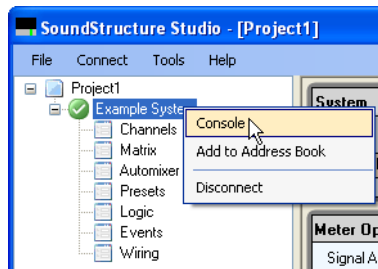 SoundStructure Studio - [Project1]
File Connect Tools Help
Project1
Example Syste
System
Console
Channels
Add to Address Book
Matrix
Automixer
Disconnect
Presets
Logic
Meter Op
Events
Signal A
Wiring